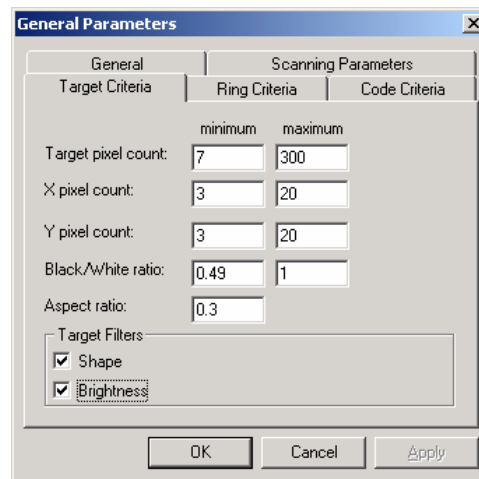 General Parameters
General Scanning Parameters
Target Criteria Ring Criteria Code Criteria
minimum maximum
Target pixel count: 7 300
X pixel count: 3 20
Y pixel count: 3 20
Black/White ratio: 0.49 1
Aspect ratio: 0.3
Target Filters
Shape
Brightness
OK Cancel Apply